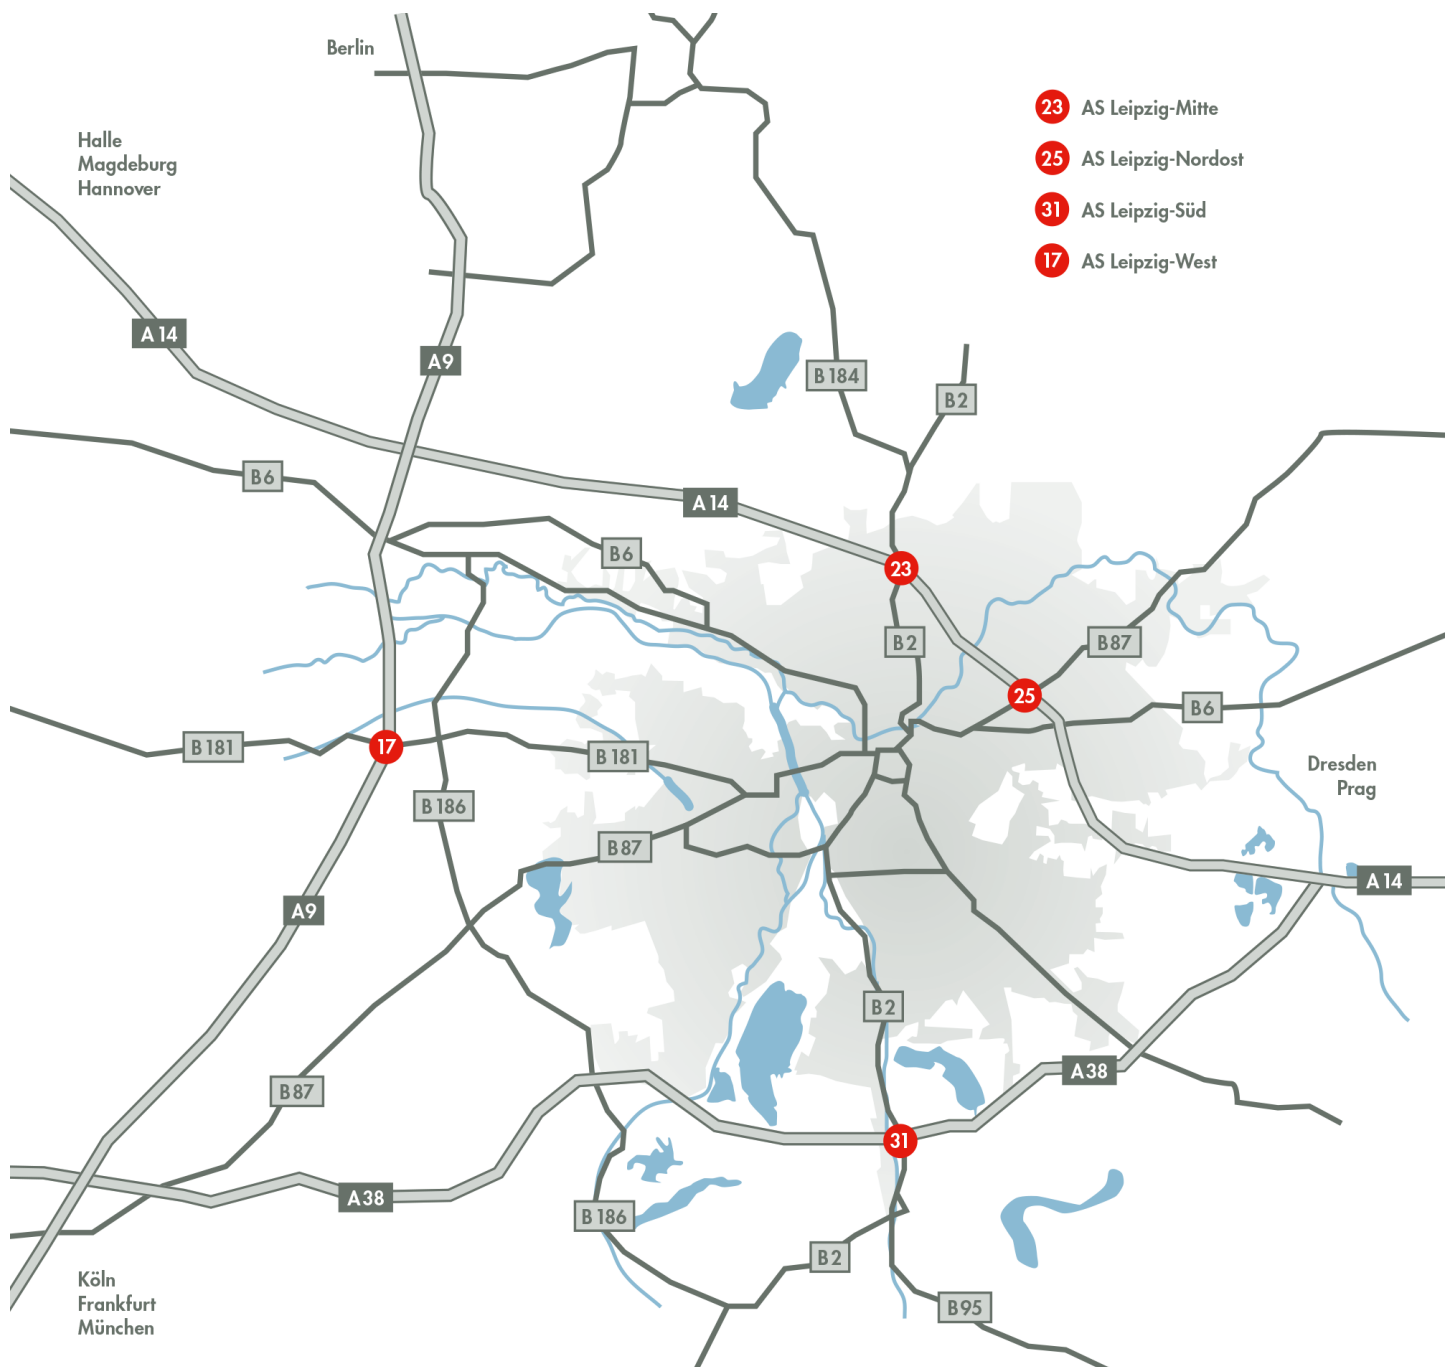 Berlin
Halle
Magdeburg
Hannover
23 AS Leipzig-Mitte
25 AS Leipzig-Nordost
31 AS Leipzig-Süd
17 AS Leipzig-West
A 14
A9
B 184
B2
B6
A 14
B6
23
B2
B87
25
B6
B 181
17
B 181
Dresden
Prag
B 186
B87
A 14
A9
B2
A38
B87
31
A38
B 186
B2
Köln
Frankfurt
München
B95